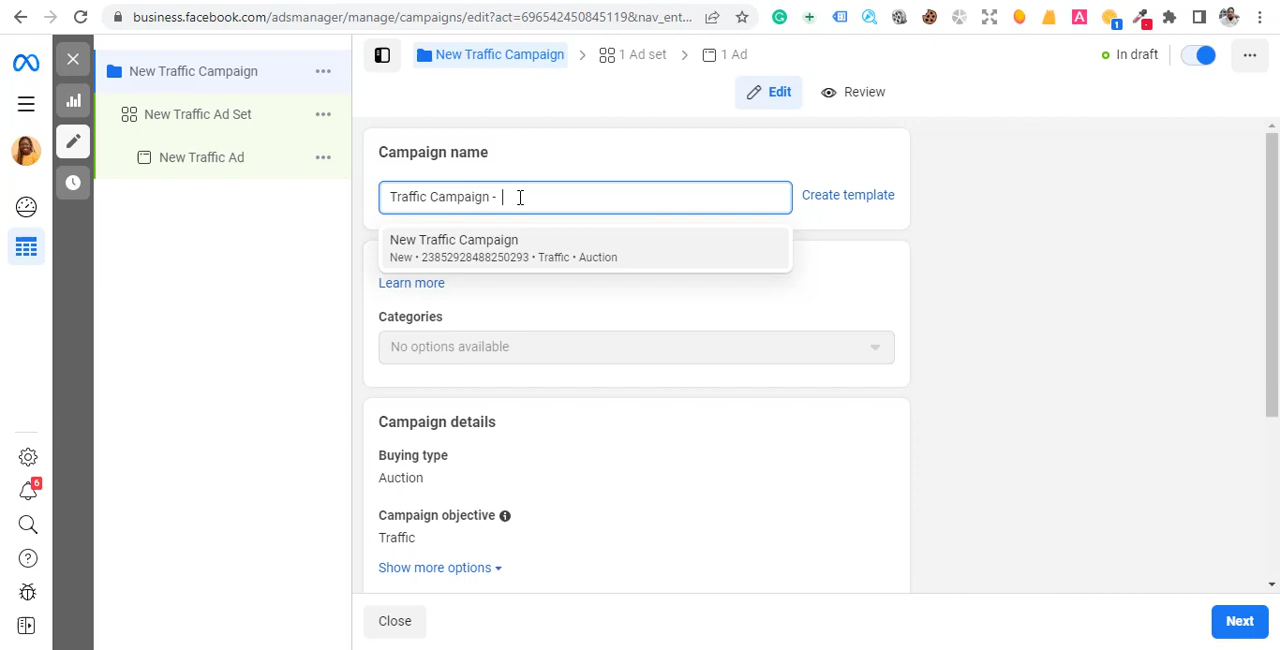 business.facebook.com/adsmanager/manage/campaigns/edit?act=696542450845119&nav_ent...
1
New Traffic Campaign
New Traffic Ad Set
New Traffic Ad
New Traffic Campaign
1 Ad set
1 Ad
In draft
Edit
Review
Campaign name
Traffic Campaign -
Create template
New Traffic Campaign
New • 23852928488250293 • Traffic • Auction
Learn more
Categories
No options available
Campaign details
Buying type
Auction
Campaign objective
Traffic
Show more options
6
Close
Next